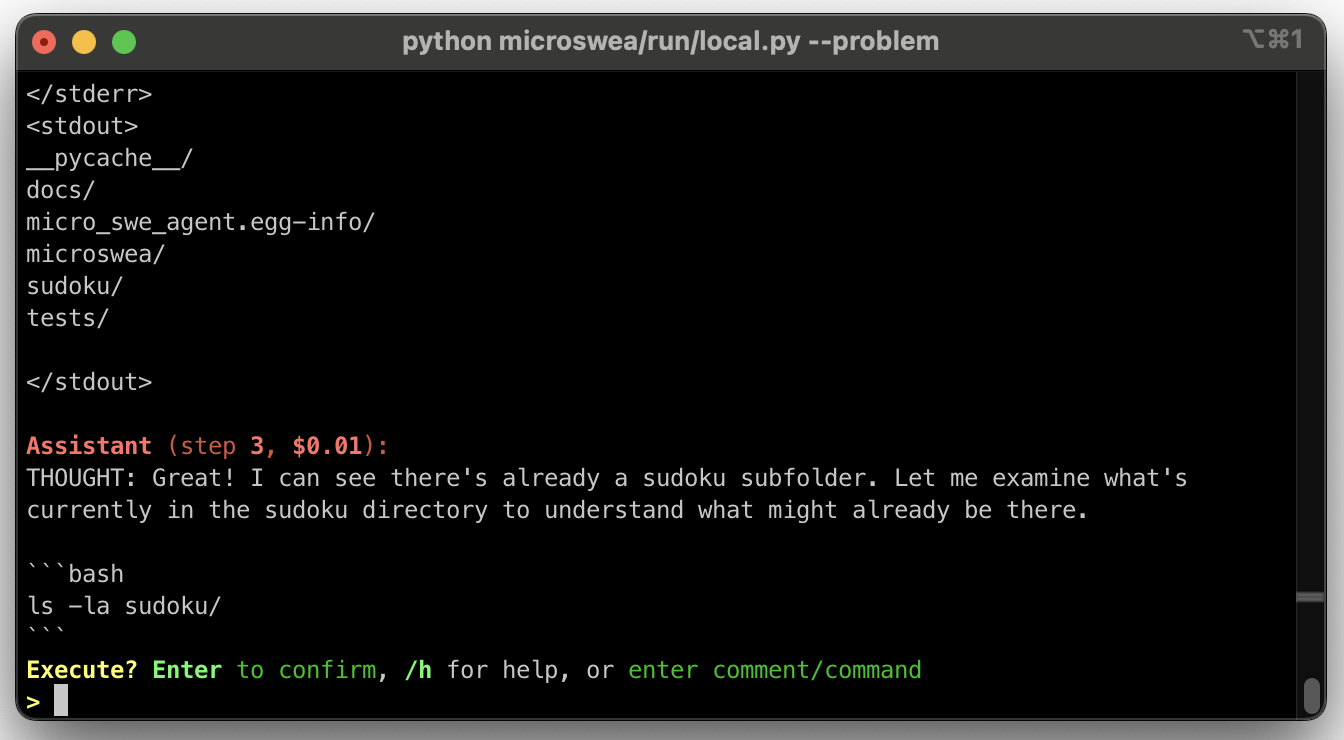 python microswea/run/local.py --problem
⌥⌘1
</stderr>
<stdout>
__pycache__/
docs/
micro_swe_agent.egg-info/
microswea/
sudoku/
tests/
</stdout>
Assistant (step 3, $0.01):
THOUGHT: Great! I can see there's already a sudoku subfolder. Let me examine what's
currently in the sudoku directory to understand what might already be there.
```bash
ls -la sudoku/
```
Execute? Enter to confirm, /h for help, or enter comment/command
>